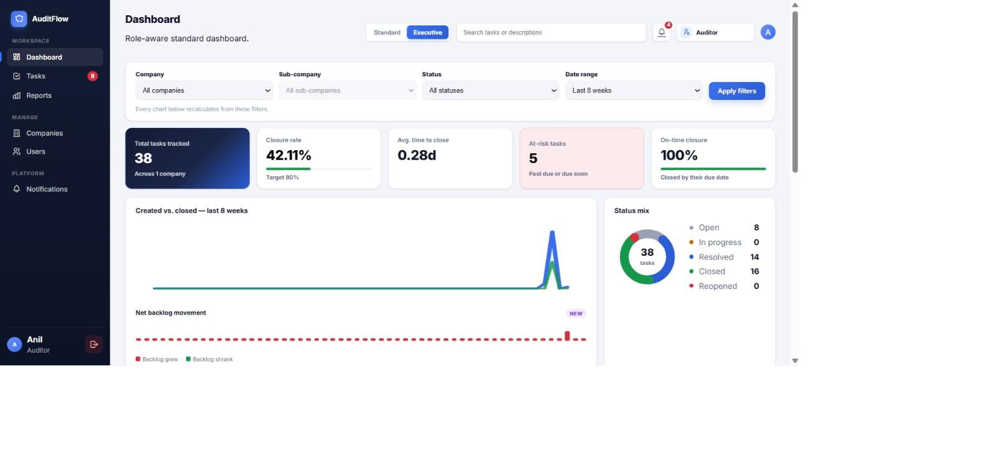 AuditFlow
WORKSPACE
Dashboard
Tasks
8
Reports
MANAGE
Companies
Users
PLATFORM
Notifications
A
Anil
Auditor
Dashboard
Role-aware standard dashboard.
Standard
Executive
Search tasks or descriptions
4
Auditor
A
Company
All companies
Sub-company
All sub-companies
Status
All statuses
Date range
Last 8 weeks
Apply filters
Every chart below recalculates from these filters.
Total tasks tracked
38
Across 1 company
Closure rate
42.11%
Target 80%
Avg. time to close
0.28d
At-risk tasks
5
Past due or due soon
On-time closure
100%
Closed by their due date
Created vs. closed — last 8 weeks
Net backlog movement
NEW
Backlog grew
Backlog shrank
Status mix
38
tasks
Open 8
In progress 0
Resolved 14
Closed 16
Reopened 0